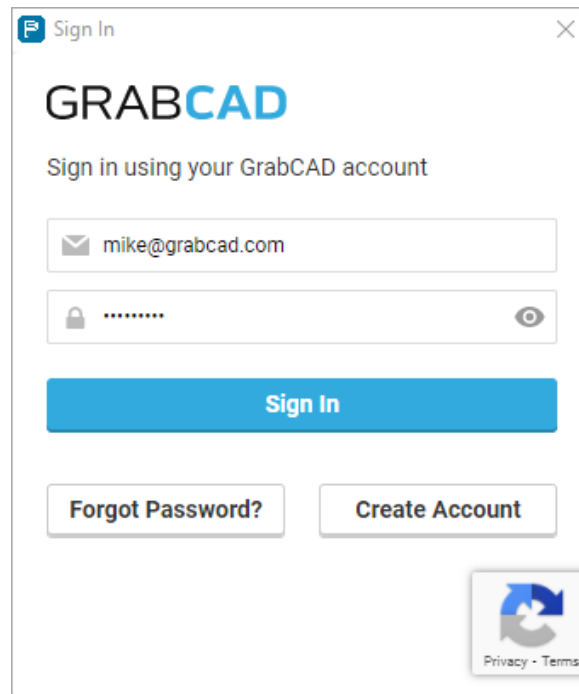 Sign In
GRABCAD
Sign in using your GrabCAD account
mike@grabcad.com
•••••••••
Sign In
Forgot Password? Create Account
Privacy - Terms